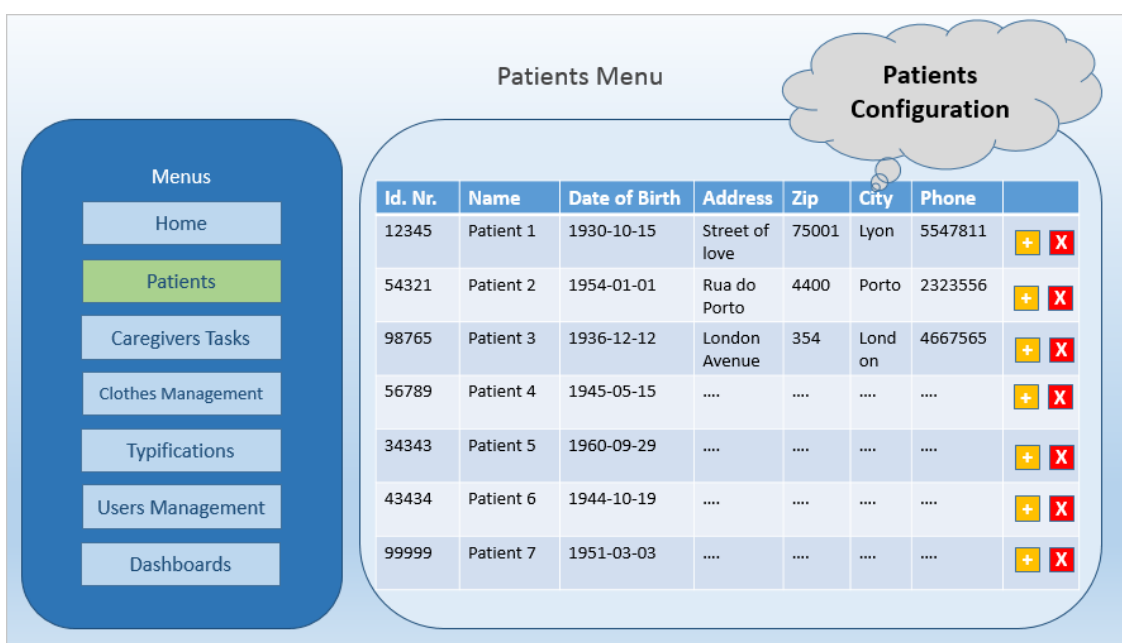 Patients Menu
Patients
Configuration
Menus
Home
Patients
Caregivers Tasks
Clothes Management
Typifications
Users Management
Dashboards
Id. Nr. Name Date of Birth Address Zip City Phone
12345 Patient 1 1930-10-15 Street of 75001 Lyon 5547811
love
+ X
54321 Patient 2 1954-01-01 Rua do 4400 Porto 2323556
Porto
+ X
98765 Patient 3 1936-12-12 London 354 Lond 4667565
Avenue on
+ X
56789 Patient 4 1945-05-15 .... .... .... .... + X
34343 Patient 5 1960-09-29 .... .... .... .... + X
43434 Patient 6 1944-10-19 .... .... .... .... + X
99999 Patient 7 1951-03-03 .... .... .... .... + X